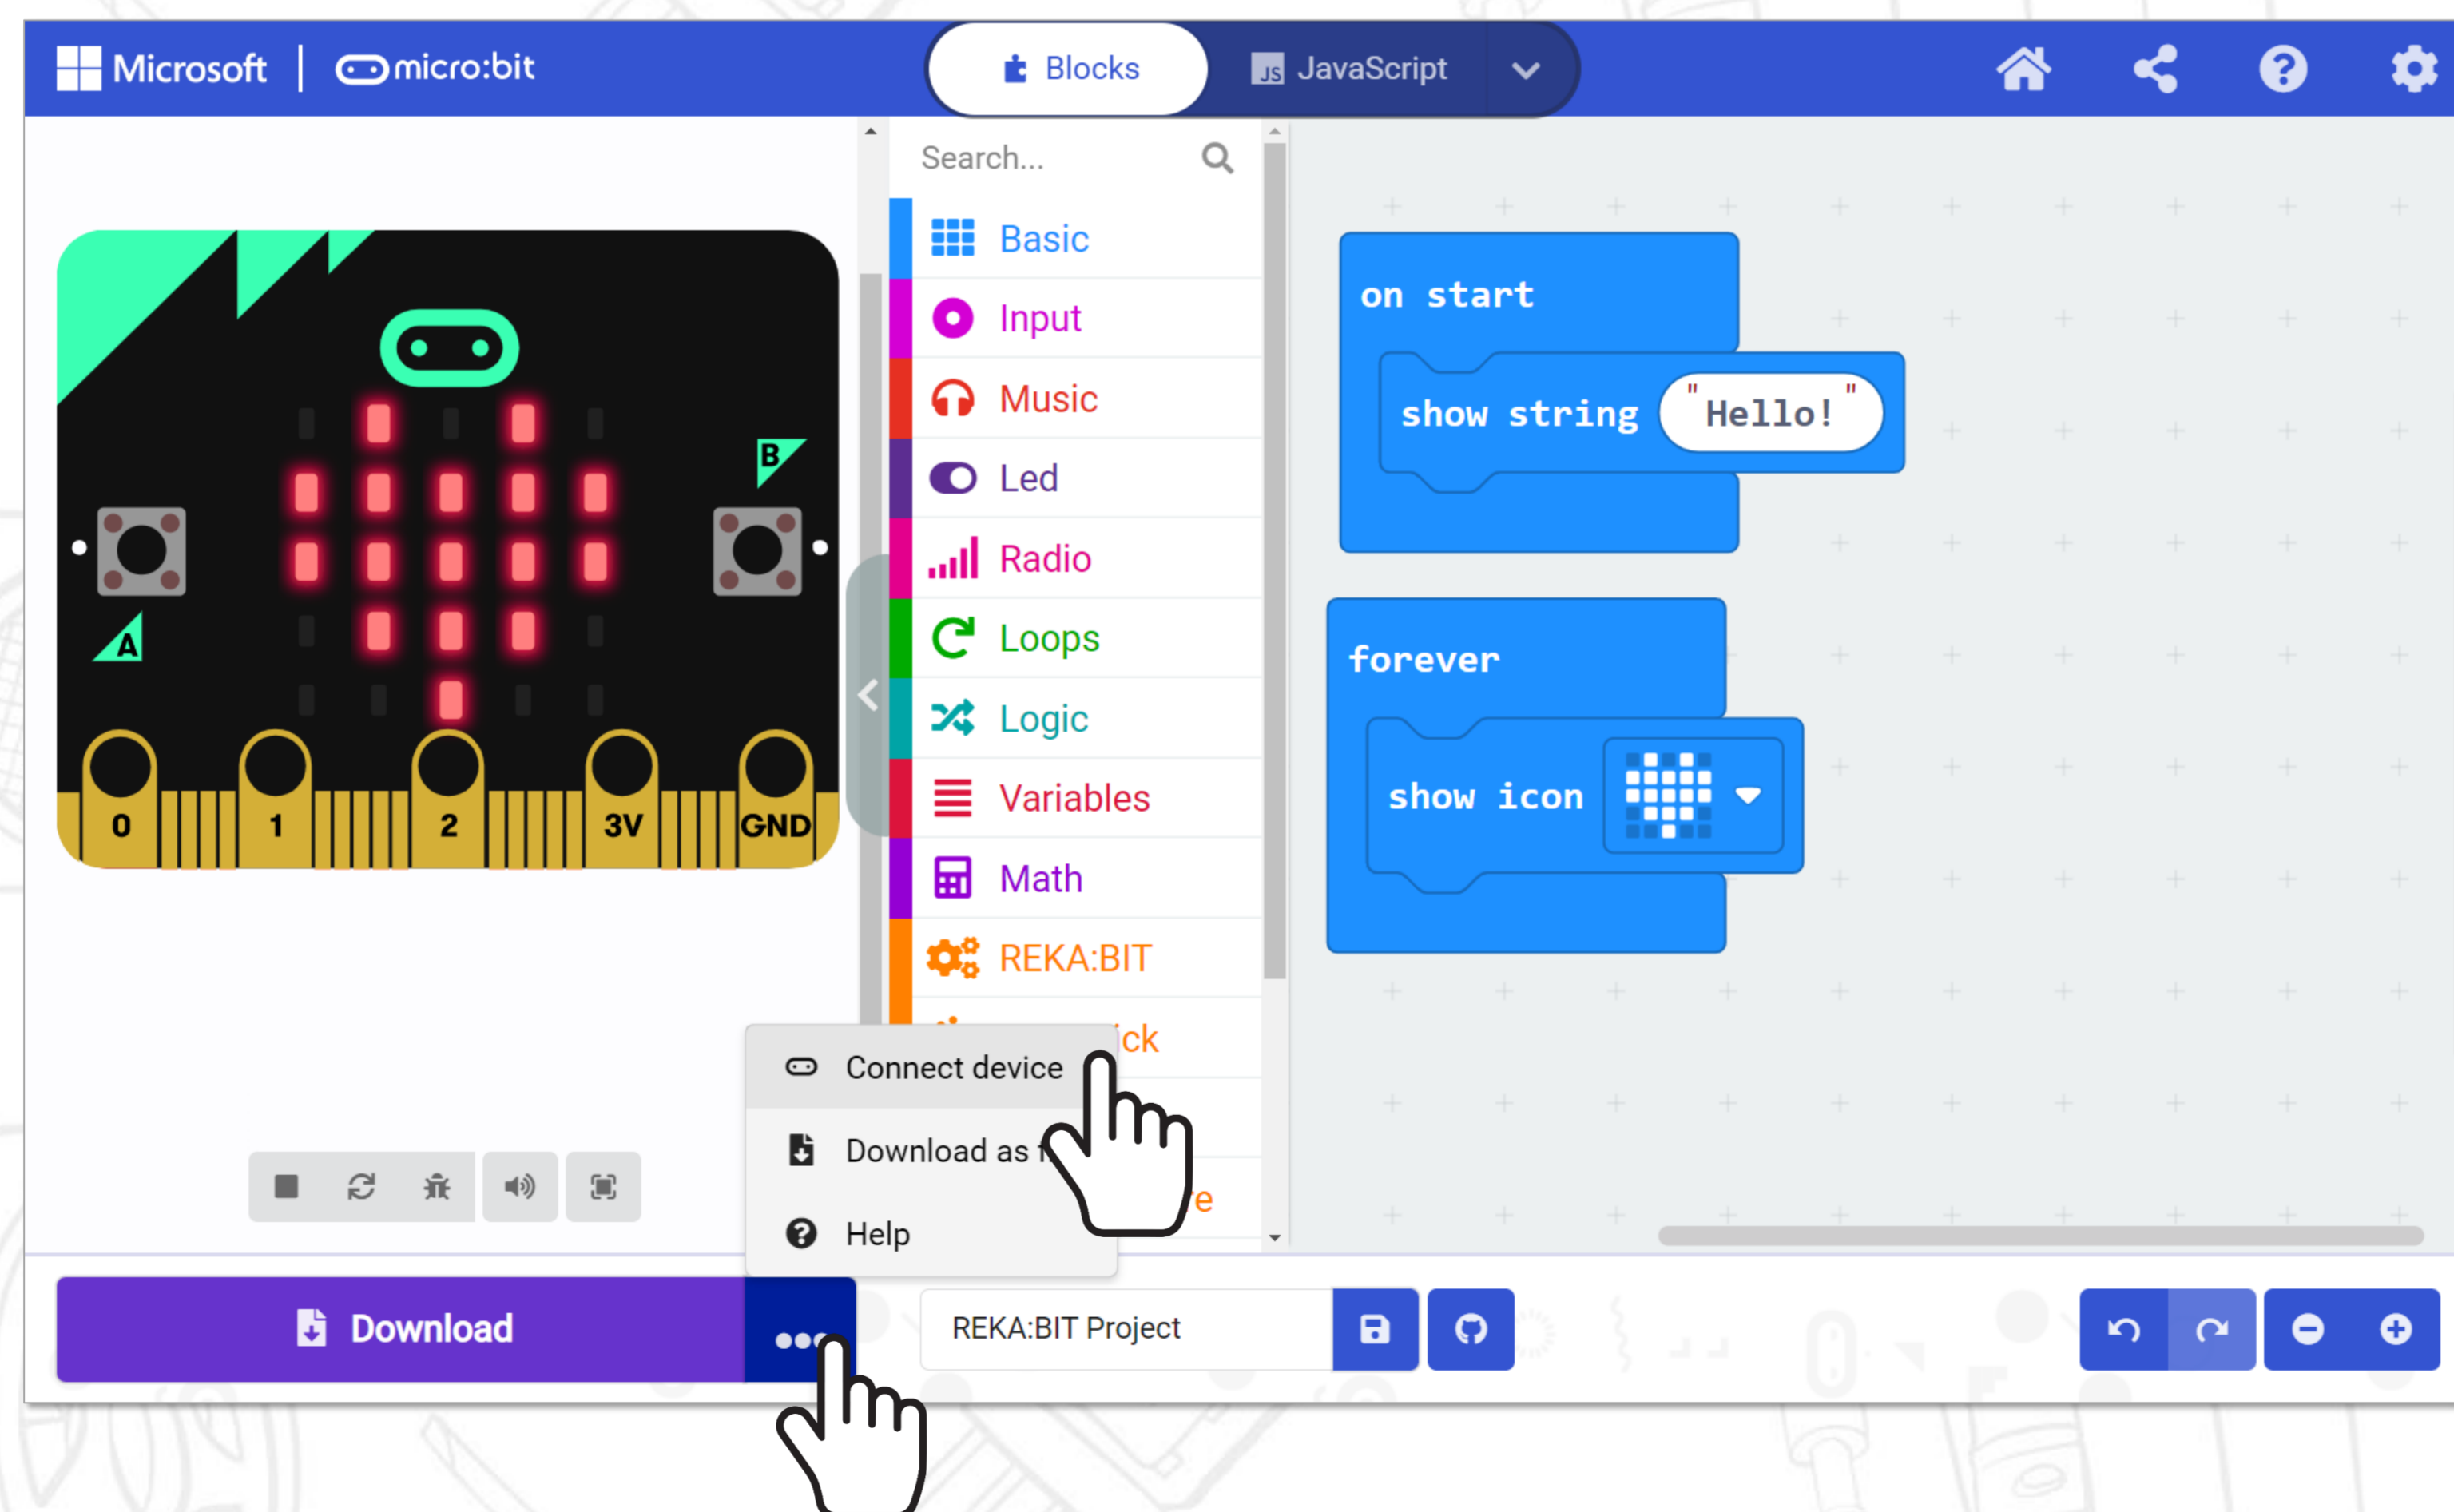 Microsoft | micro:bit
Blocks
JS JavaScript
Search...
Basic
Input
Music
Led
Radio
Loops
Logic
Variables
Math
REKA:BIT
B
A
0 1 2 3V GND
on start
show string "Hello!"
forever
show icon
Connect device
Download as
Help
Download
REKA:BIT Project